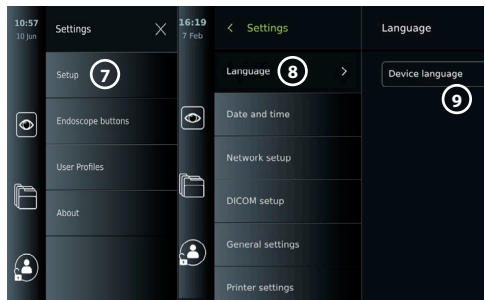 10:57
10 Jun
Settings
Setup
7
Endoscope buttons
User Profiles
About
16:19
7 Feb
Settings
Language
8
Date and time
Network setup
DICOM setup
General settings
Printer settings
Language
Device language
9